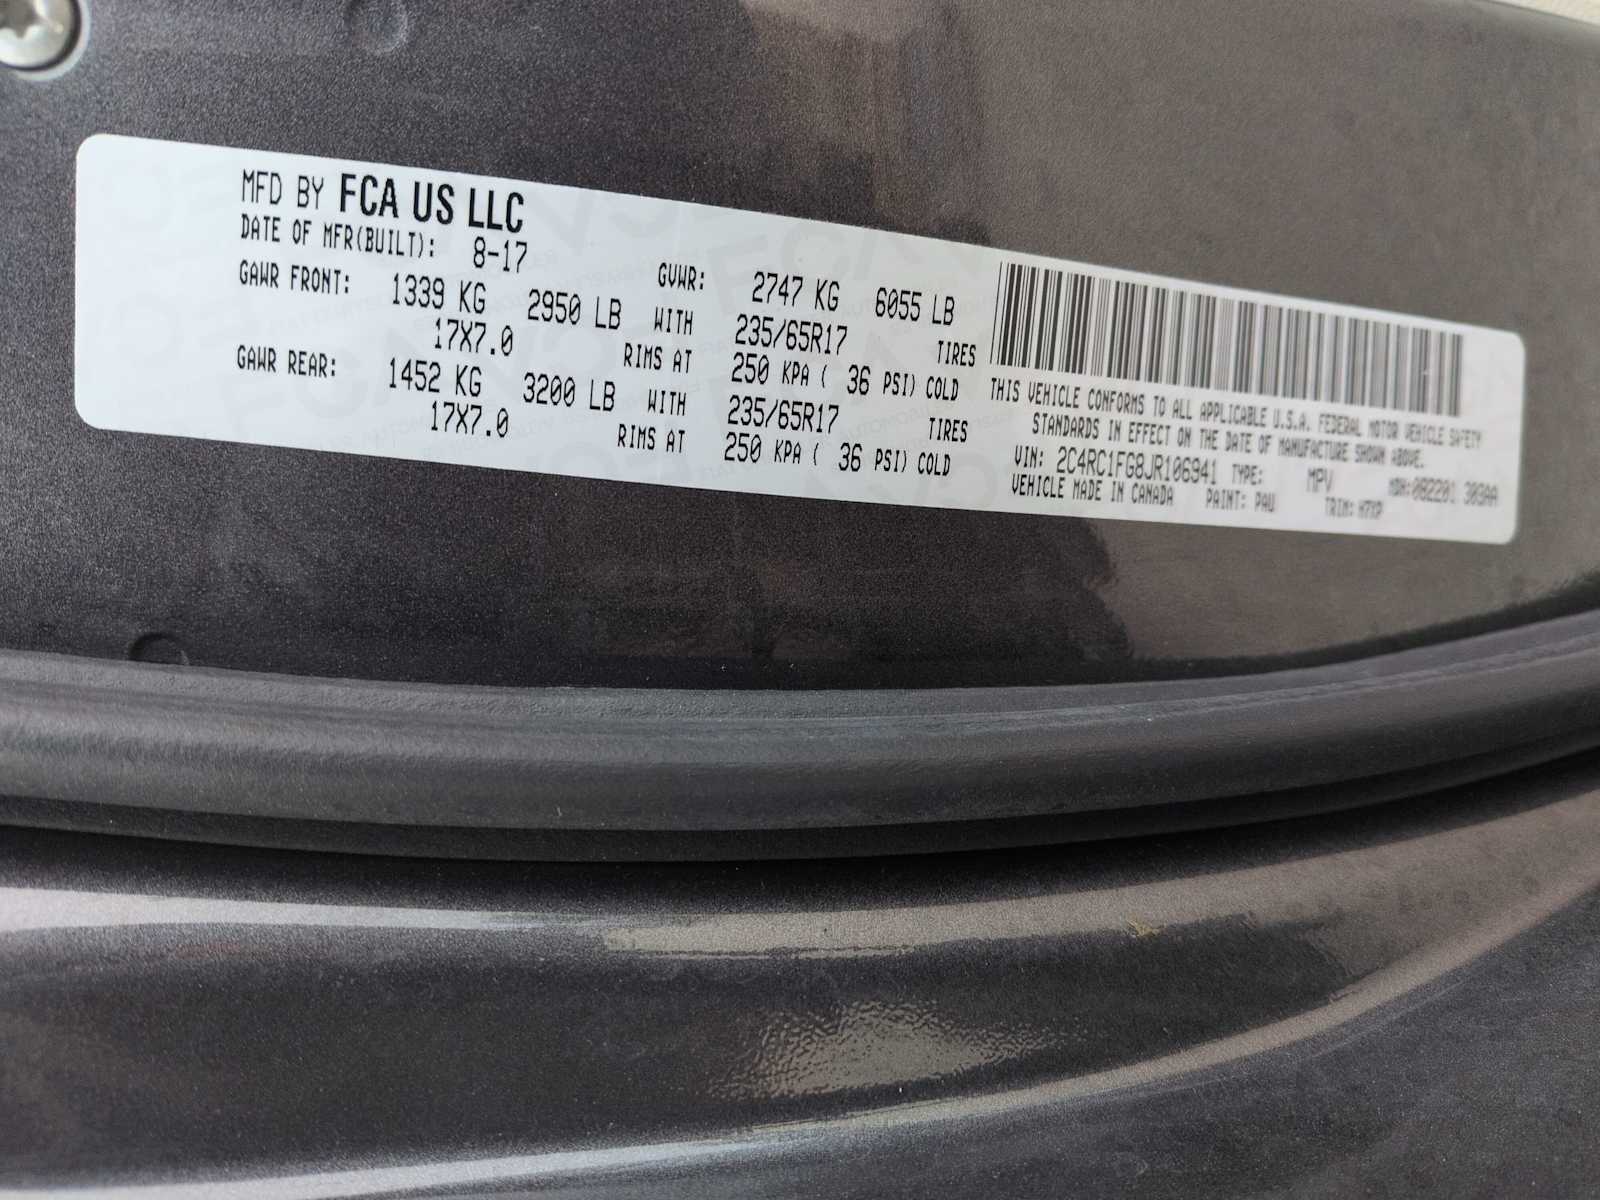 MFD BY FCA US LLC
DATE OF MFR(BUILT): 8-17 GVWR: 2747 KG 6055 LB
GAWR FRONT: 1339 KG 2950 LB WITH 235/65R17 TIRES
17X7.0 RIMS AT 250 KPA ( 36 PSI) COLD
GAWR REAR: 1452 KG 3200 LB WITH 235/65R17 TIRES
17X7.0 RIMS AT 250 KPA ( 36 PSI) COLD
THIS VEHICLE CONFORMS TO ALL APPLICABLE U.S.A. FEDERAL MOTOR VEHICLE SAFETY
STANDARDS IN EFFECT ON THE DATE OF MANUFACTURE SHOWN ABOVE.
VIN: 2C4RC1FG8JR106941 TYPE: MPV MDH:082201 309AA
VEHICLE MADE IN CANADA PAINT: PAU TRIM: